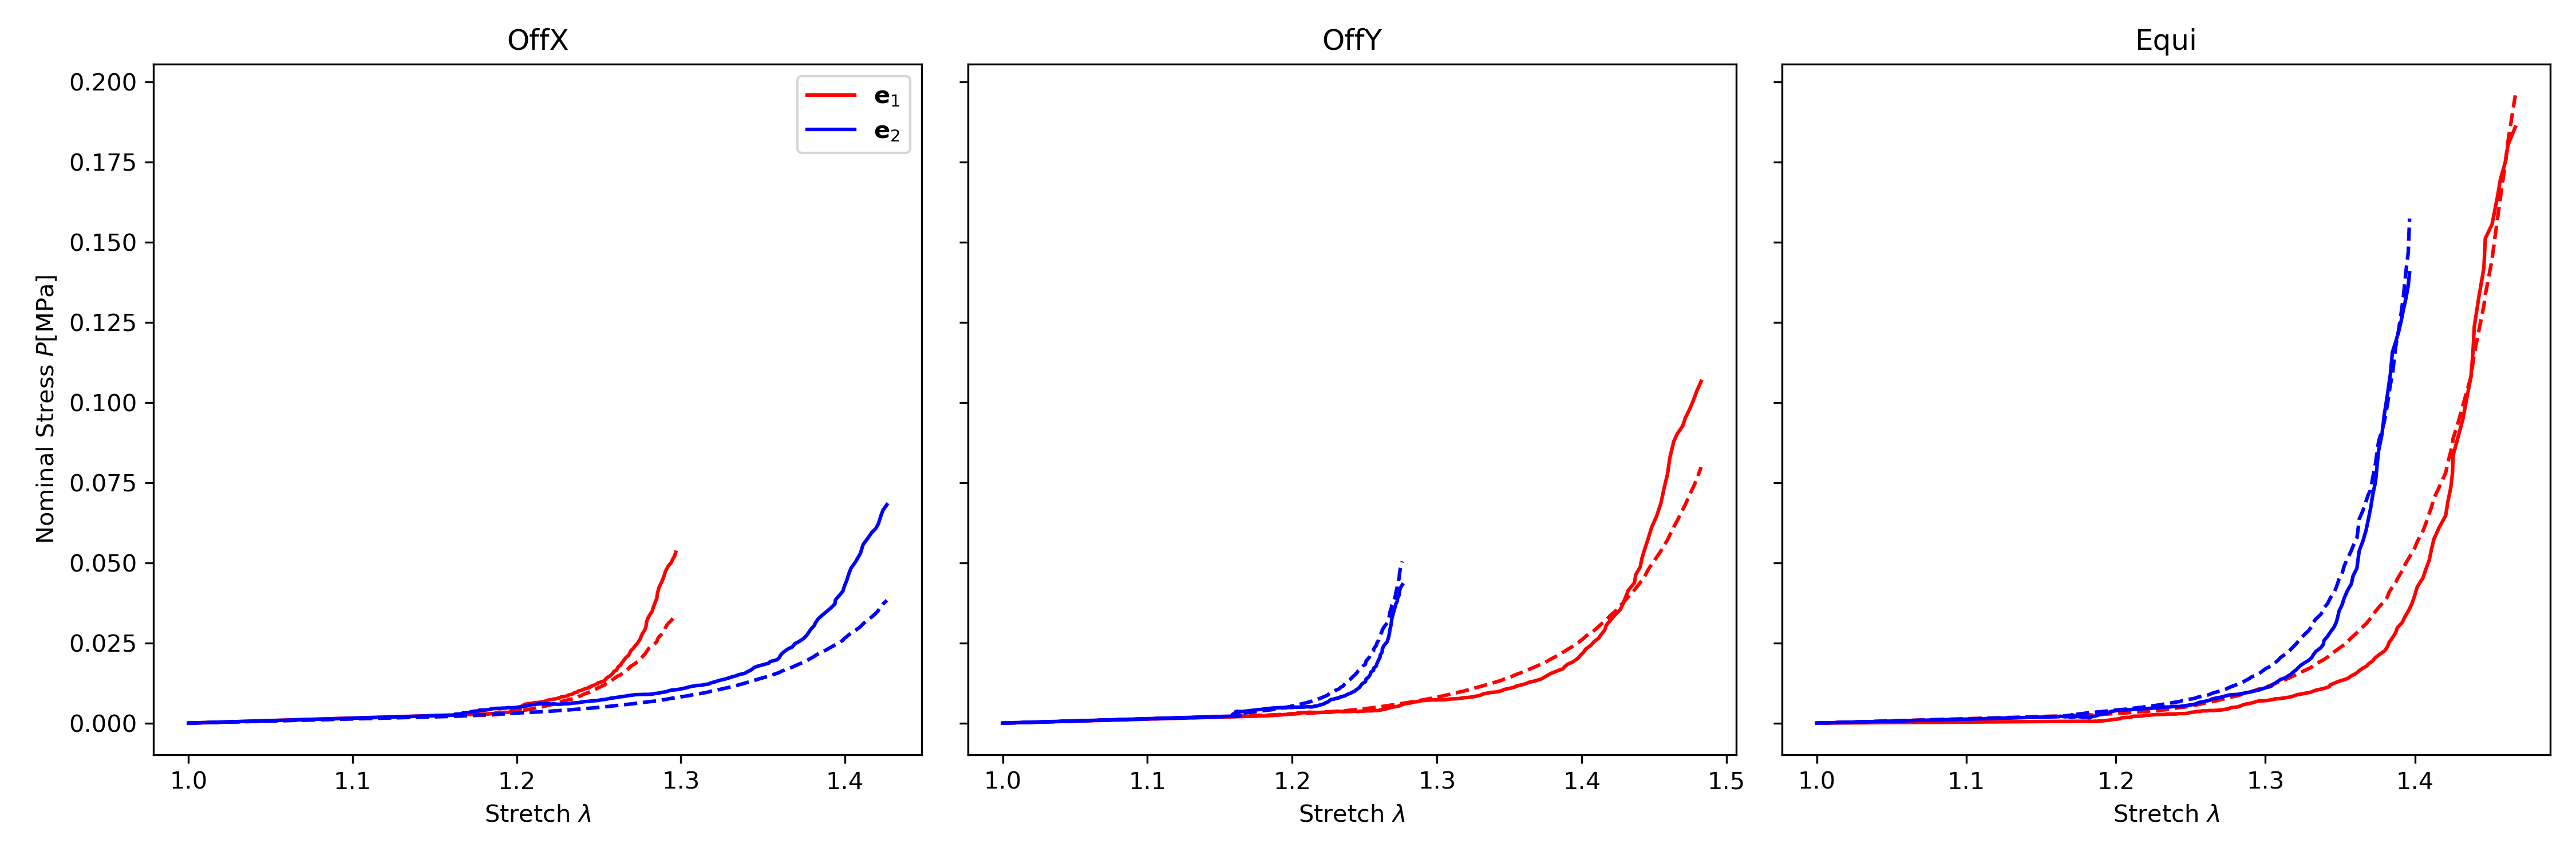 OffX
OffY
Equi
0.200
0.175
0.150
0.125
0.100
0.075
0.050
0.025
0.000
Nominal Stress P[MPa]
e₁
e₂
1.0 1.1 1.2 1.3 1.4
1.0 1.1 1.2 1.3 1.4 1.5
1.0 1.1 1.2 1.3 1.4
Stretch λ
Stretch λ
Stretch λ